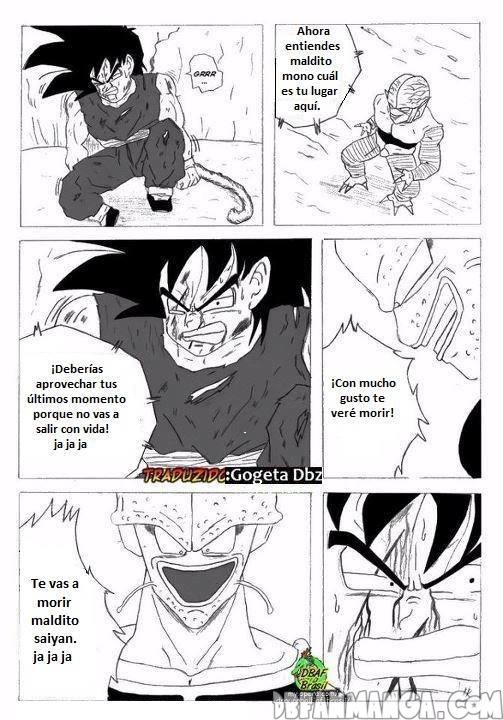 GRRR
...
Ahora
entiendes
maldito
mono cuál
es tu lugar
aquí.
¡Deberías
aprovechar tus
últimos momento
porque no vas a
salir con vida!
ja ja ja
¡Con mucho
gusto te
veré morir!
TRADUZIDO:Gogeta Dbz
Te vas a
morir
maldito
saiyan.
ja ja ja
DBAF
Brasil
DBFANMANGA.COM